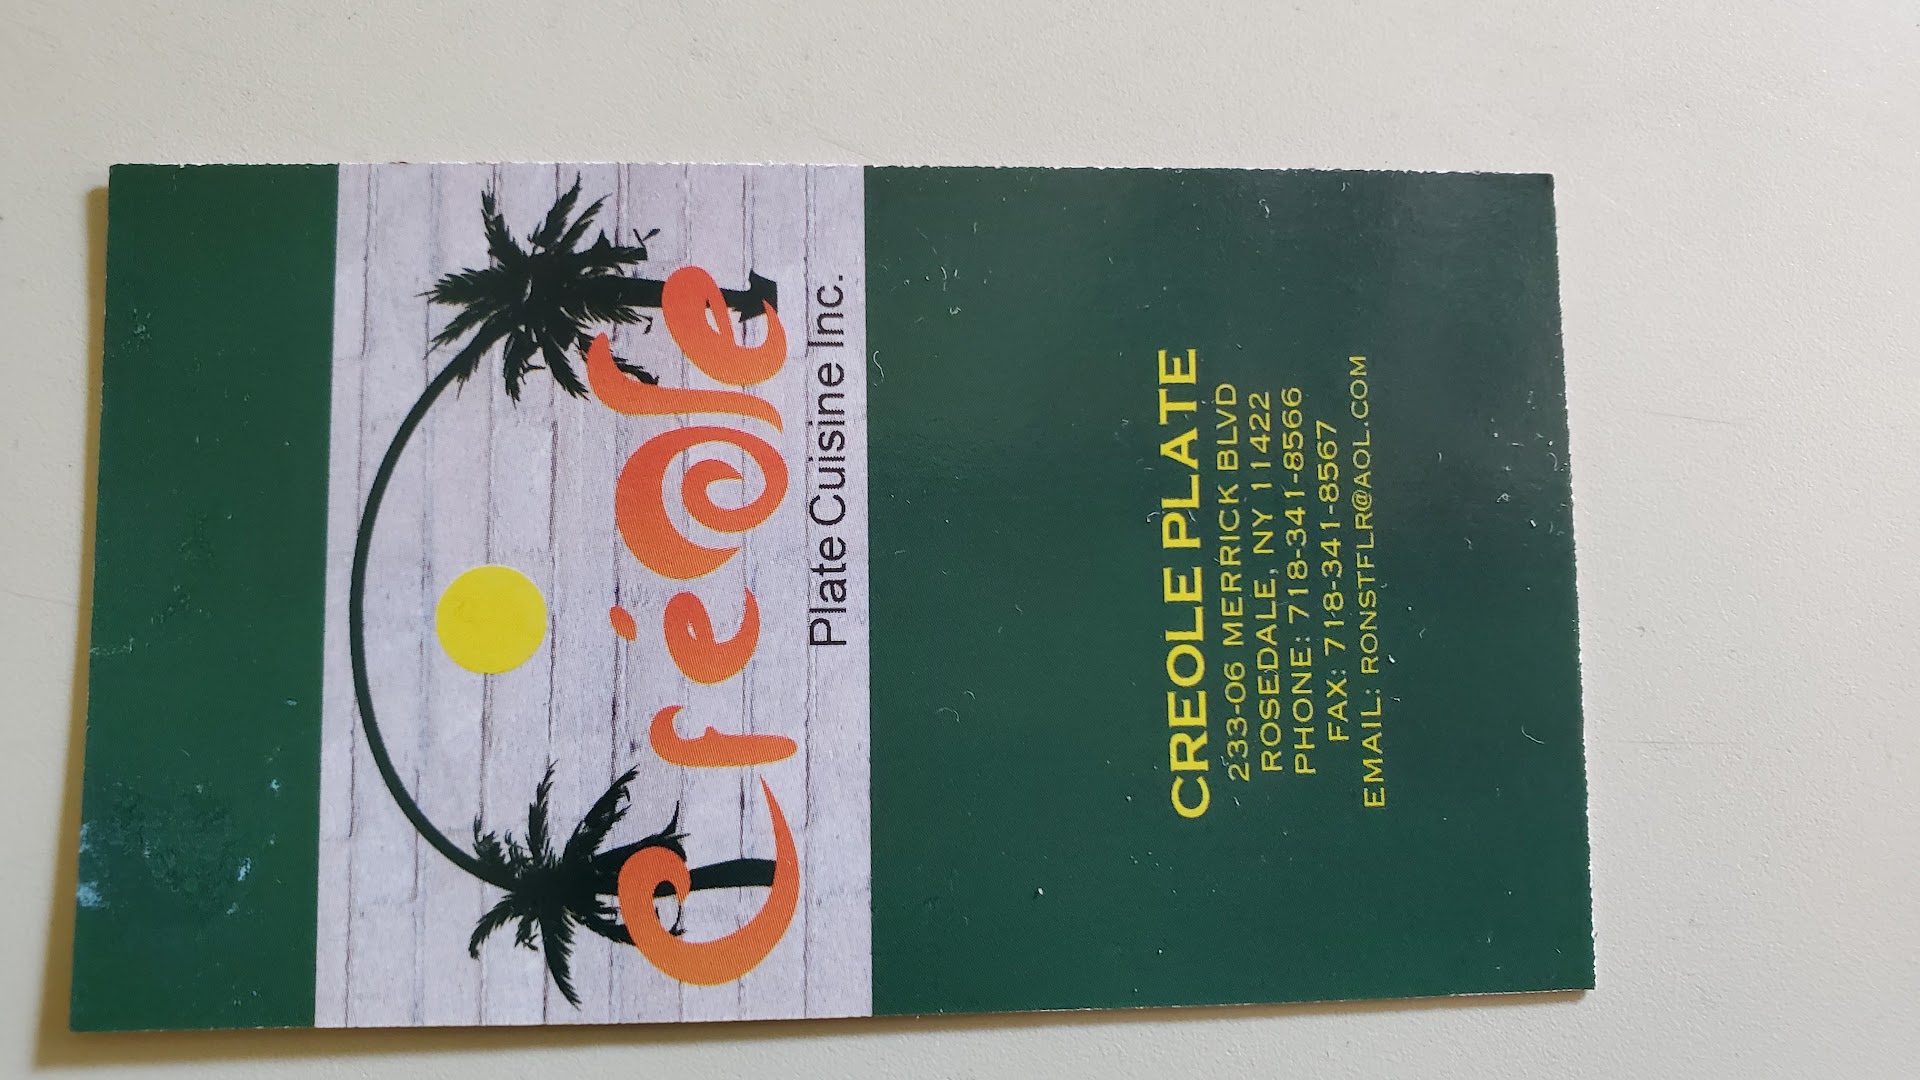 Créole
Plate Cuisine Inc.
CREOLE PLATE
233-06 MERRICK BLVD
ROSEDALE, NY 11422
PHONE: 718-341-8566
FAX: 718-341-8567
EMAIL: RONSTFLR@AOL.COM